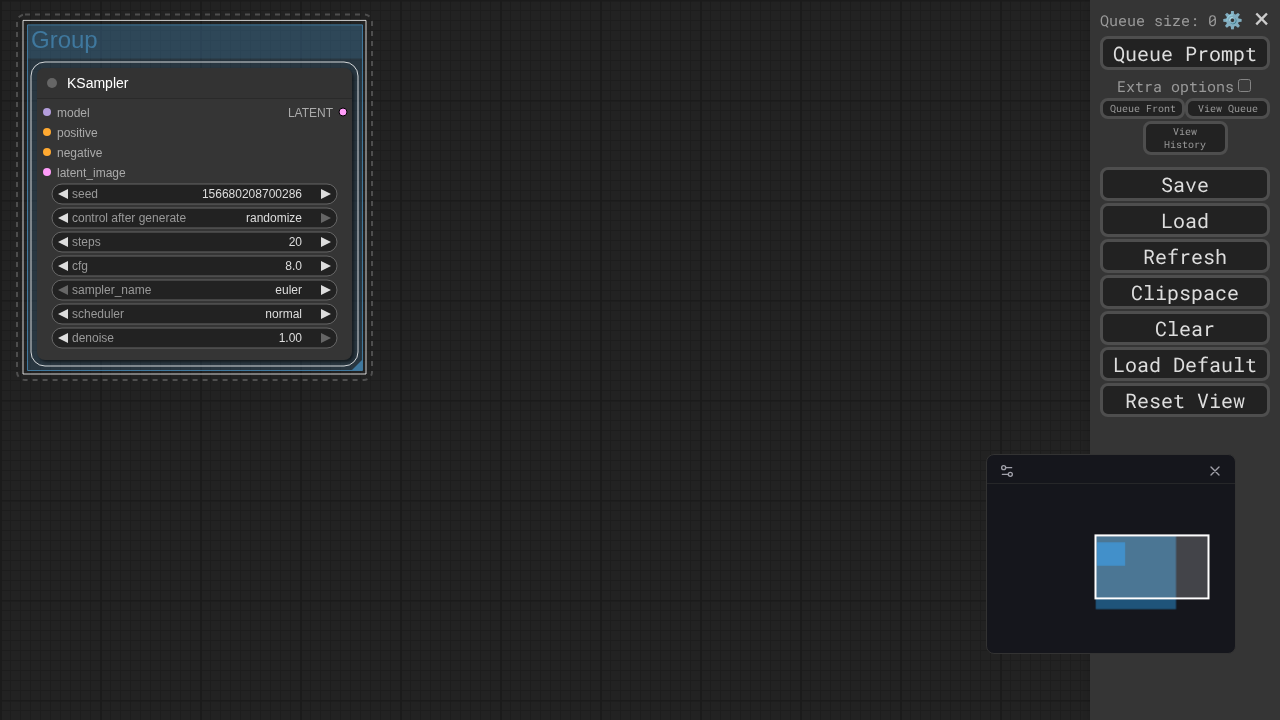 Group
KSampler
model
LATENT
positive
negative
latent_image
seed 156680208700286
control after generate randomize
steps 20
cfg 8.0
sampler_name euler
scheduler normal
denoise 1.00
Queue size: 0
Queue Prompt
Extra options
Queue Front
View Queue
View
History
Save
Load
Refresh
Clipspace
Clear
Load Default
Reset View